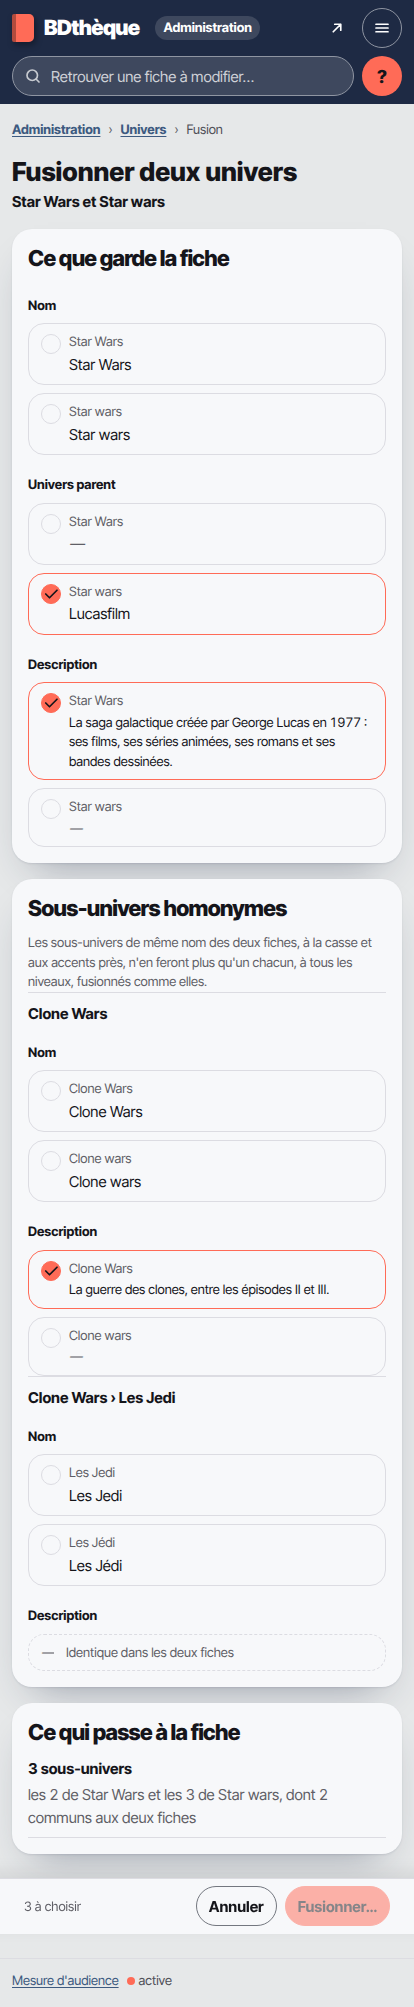 BDthèque Administration
Retrouver une fiche à modifier... ?
Administration › Univers › Fusion
Fusionner deux univers
Star Wars et Star wars
Ce que garde la fiche
Nom
Star Wars
Star Wars
Star wars
Star wars
Univers parent
Star Wars
—
Star wars
Lucasfilm
Description
Star Wars
La saga galactique créée par George Lucas en 1977 :
ses films, ses séries animées, ses romans et ses
bandes dessinées.
Star wars
—
Sous-univers homonymes
Les sous-univers de même nom des deux fiches, à la casse et
aux accents près, n'en feront plus qu'un chacun, à tous les
niveaux, fusionnés comme elles.
Clone Wars
Nom
Clone Wars
Clone Wars
Clone wars
Clone wars
Description
Clone Wars
La guerre des clones, entre les épisodes II et III.
Clone wars
—
Clone Wars › Les Jedi
Nom
Les Jedi
Les Jedi
Les Jédi
Les Jédi
Description
— Identique dans les deux fiches
Ce qui passe à la fiche
3 sous-univers
les 2 de Star Wars et les 3 de Star wars, dont 2
communs aux deux fiches
3 à choisir Annuler Fusionner...
Mesure d'audience active